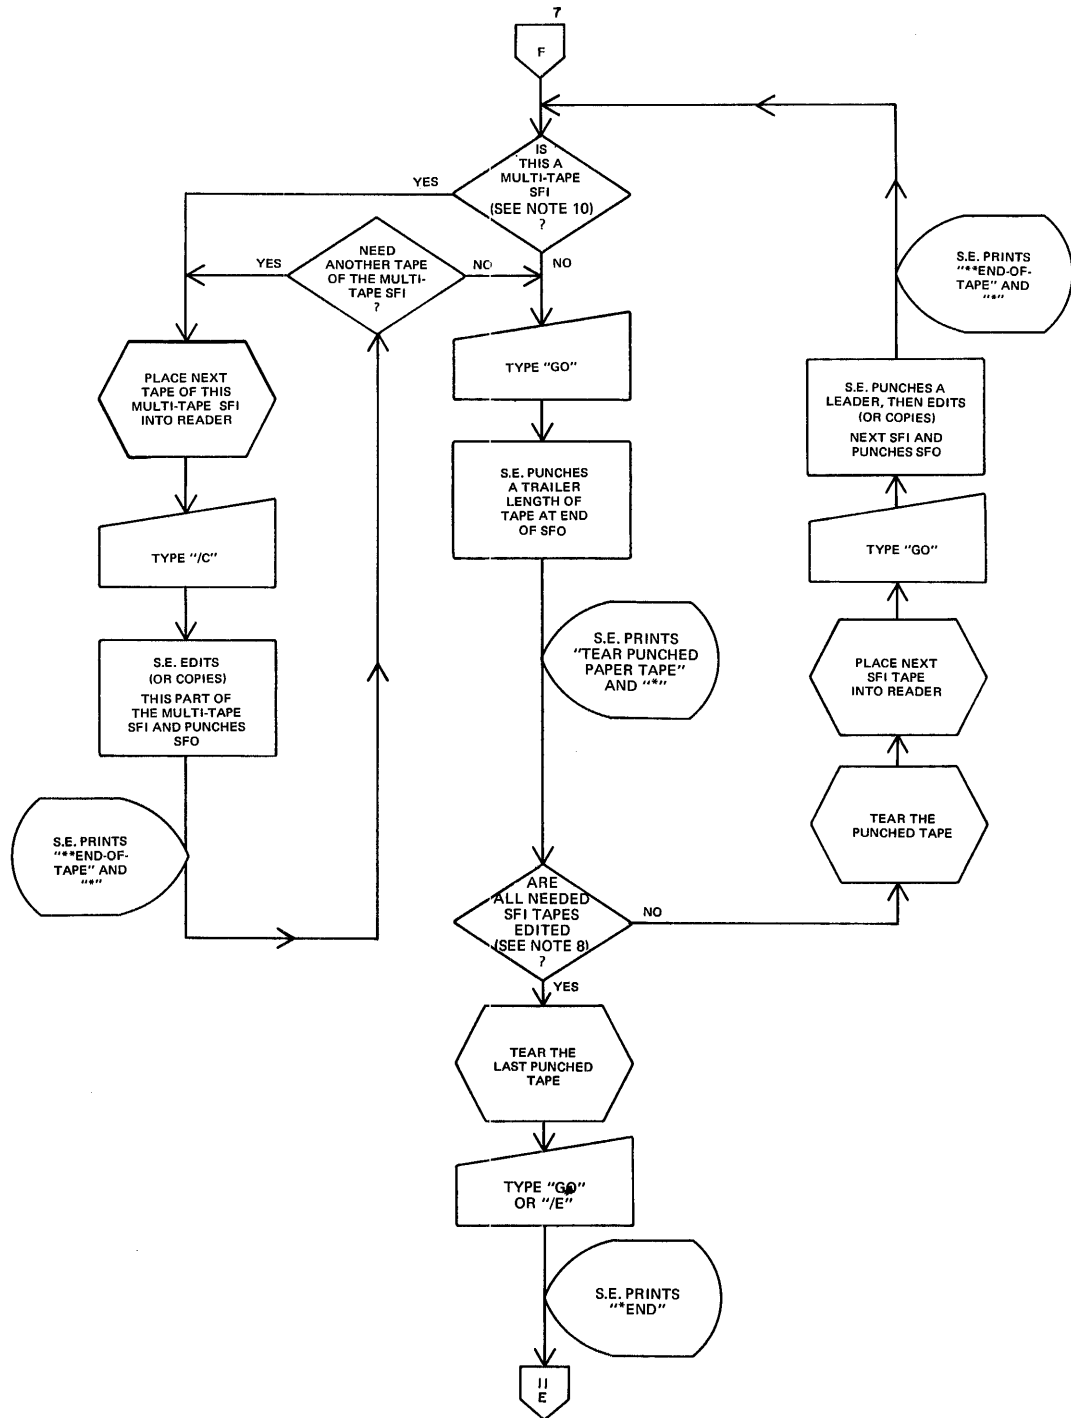 7
F
IS
THIS A
MULTI-TAPE
SFI
(SEE NOTE 10)
?
YES
NO
NEED
ANOTHER TAPE
OF THE MULTI-
TAPE SFI
?
YES
NO
PLACE NEXT
TAPE OF THIS
MULTI-TAPE SFI
INTO READER
TYPE "/C"
S.E. EDITS
(OR COPIES)
THIS PART OF
THE MULTI-TAPE
SFI AND PUNCHES
SFO
S.E. PRINTS
"**END-OF-
TAPE" AND
"*"
TYPE "GO"
S.E. PUNCHES
A TRAILER
LENGTH OF
TAPE AT END
OF SFO
S.E. PRINTS
"TEAR PUNCHED
PAPER TAPE"
AND "*"
ARE
ALL NEEDED
SFI TAPES
EDITED
(SEE NOTE 8)
?
NO
YES
TEAR THE
PUNCHED TAPE
PLACE NEXT
SFI TAPE
INTO READER
TYPE "GO"
S.E. PUNCHES A
LEADER, THEN EDITS
(OR COPIES)
NEXT SFI AND
PUNCHES SFO
S.E. PRINTS
"**END-OF-
TAPE" AND
"*"
TEAR THE
LAST PUNCHED
TAPE
TYPE "GO"
OR "/E"
S.E. PRINTS
"*END"
11
E